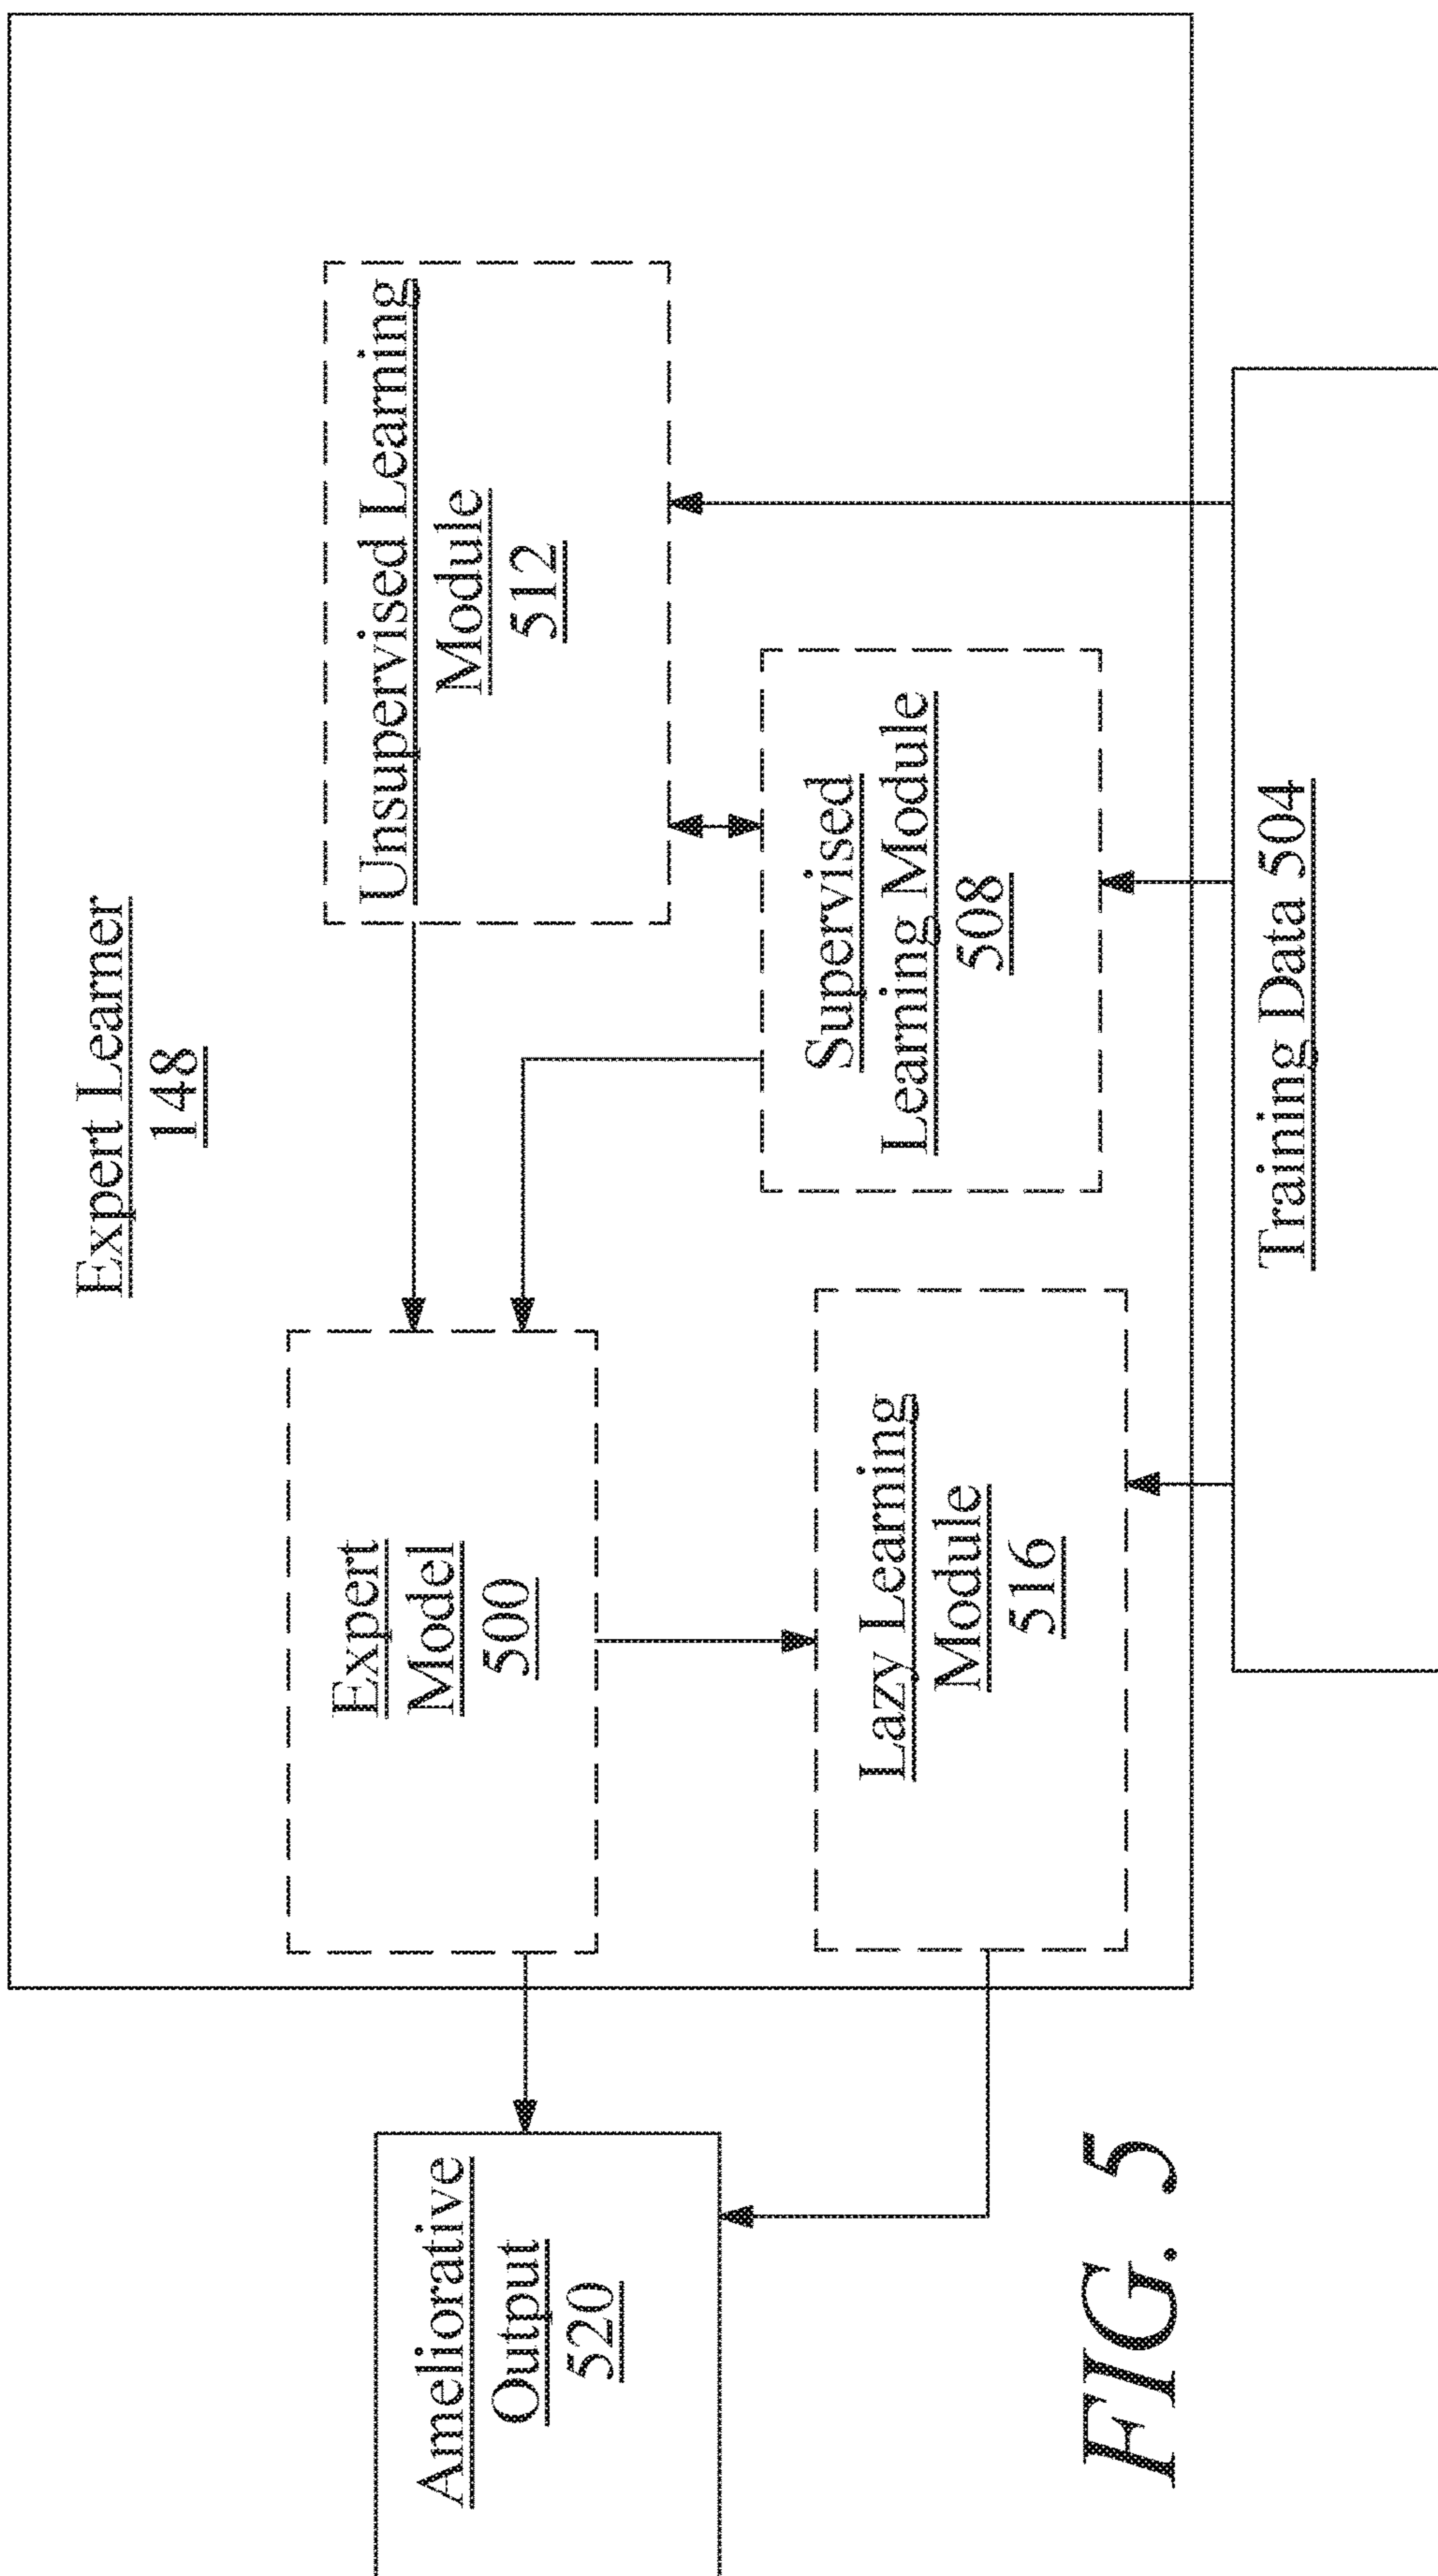 Expert Learner
148
Unsupervised Learning
Module
512
Expert
Model
500
Supervised
Learning Module
508
Lazy Learning
Module
516
Ameliorative
Output
520
Training Data 504
FIG. 5